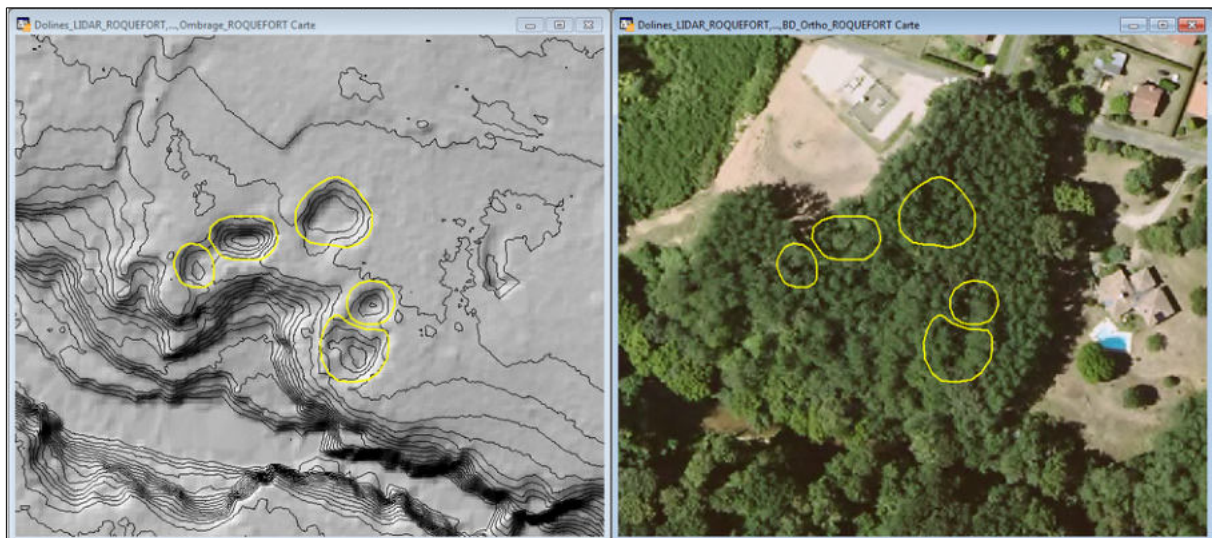 Dolines_LIDAR_ROQUEFORT,...,Ombrage_ROQUEFORT Carte
Dolines_LIDAR_ROQUEFORT,...,BD_Ortho_ROQUEFORT Carte